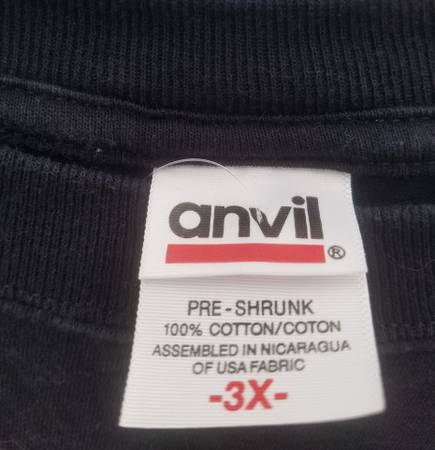 anvil®
PRE-SHRUNK
100% COTTON/COTON
ASSEMBLED IN NICARAGUA
OF USA FABRIC
-3X-